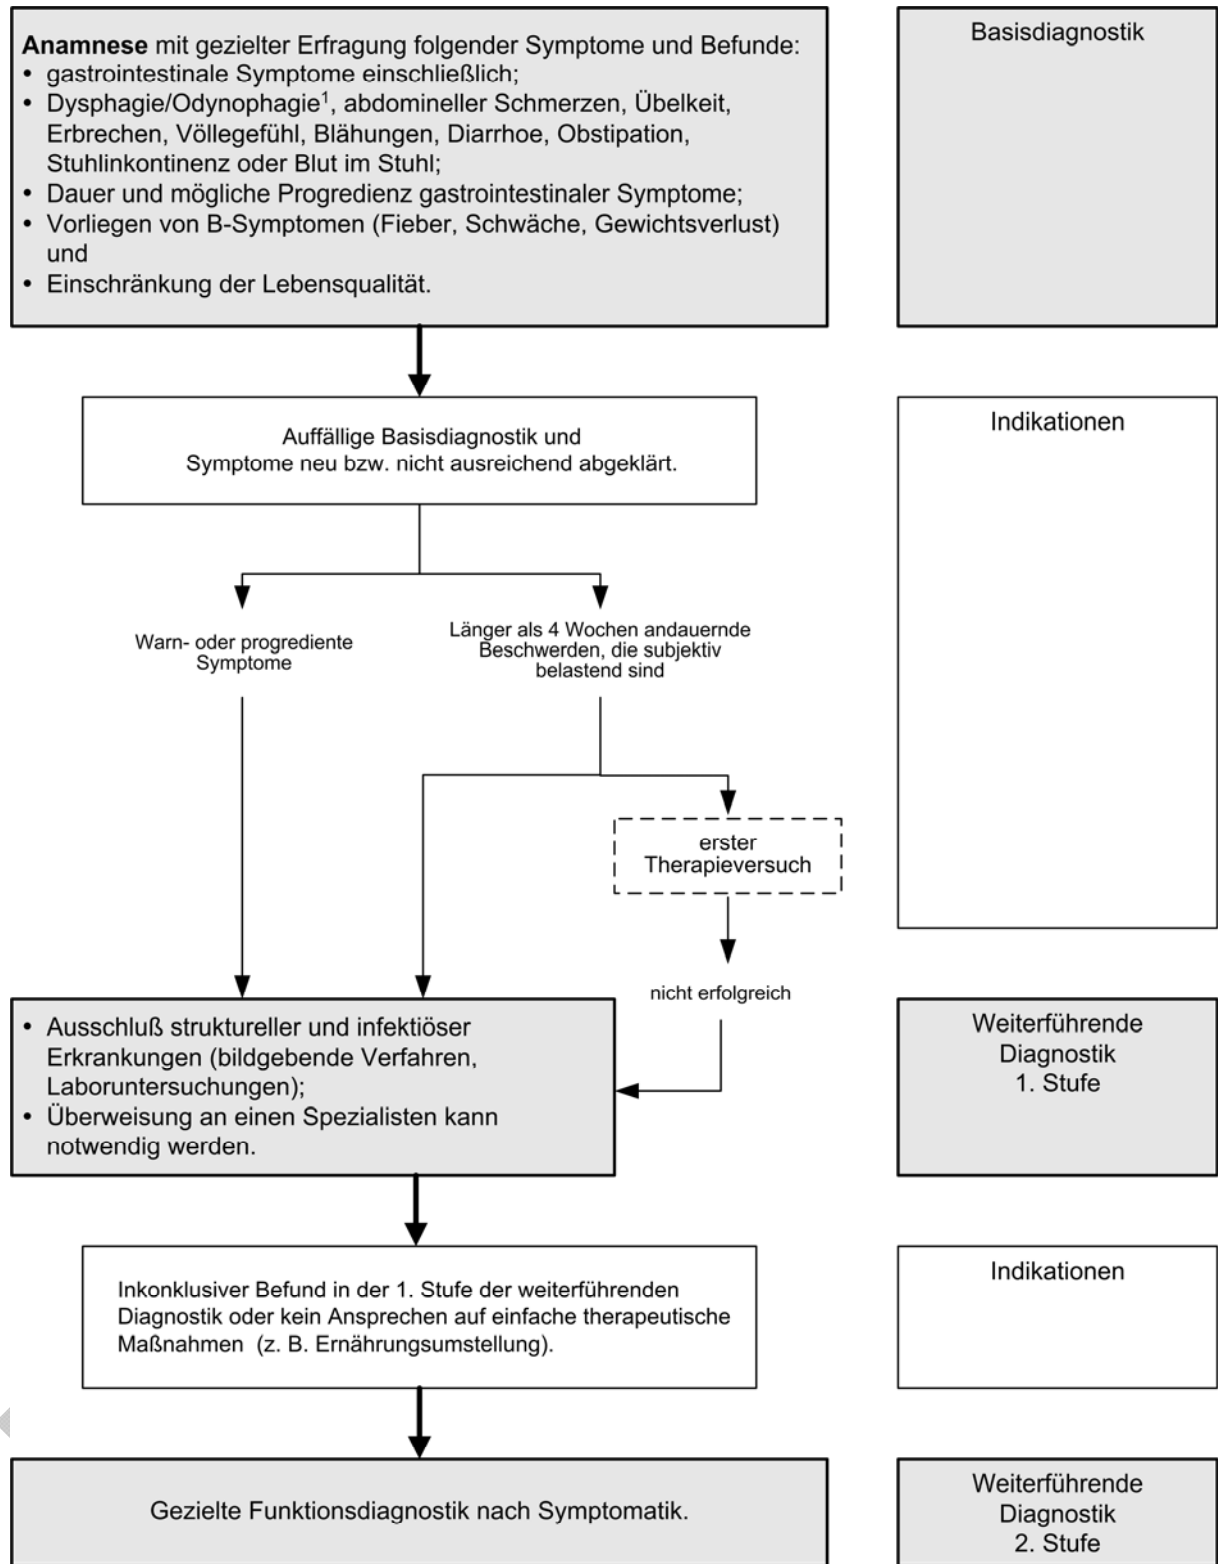 Anamnese mit gezielter Erfragung folgender Symptome und Befunde:
• gastrointestinale Symptome einschließlich;
• Dysphagie/Odynophagie¹, abdomineller Schmerzen, Übelkeit,
Erbrechen, Völlegefühl, Blähungen, Diarrhoe, Obstipation,
Stuhlinkontinenz oder Blut im Stuhl;
• Dauer und mögliche Progredienz gastrointestinaler Symptome;
• Vorliegen von B-Symptomen (Fieber, Schwäche, Gewichtsverlust)
und
• Einschränkung der Lebensqualität.
Basisdiagnostik
Auffällige Basisdiagnostik und
Symptome neu bzw. nicht ausreichend abgeklärt.
Indikationen
Warn- oder progrediente
Symptome
Länger als 4 Wochen andauernde
Beschwerden, die subjektiv
belastend sind
erster
Therapieversuch
nicht erfolgreich
• Ausschluß struktureller und infektiöser
Erkrankungen (bildgebende Verfahren,
Laboruntersuchungen);
• Überweisung an einen Spezialisten kann
notwendig werden.
Weiterführende
Diagnostik
1. Stufe
Inkonklusiver Befund in der 1. Stufe der weiterführenden
Diagnostik oder kein Ansprechen auf einfache therapeutische
Maßnahmen (z. B. Ernährungsumstellung).
Indikationen
Gezielte Funktionsdiagnostik nach Symptomatik.
Weiterführende
Diagnostik
2. Stufe